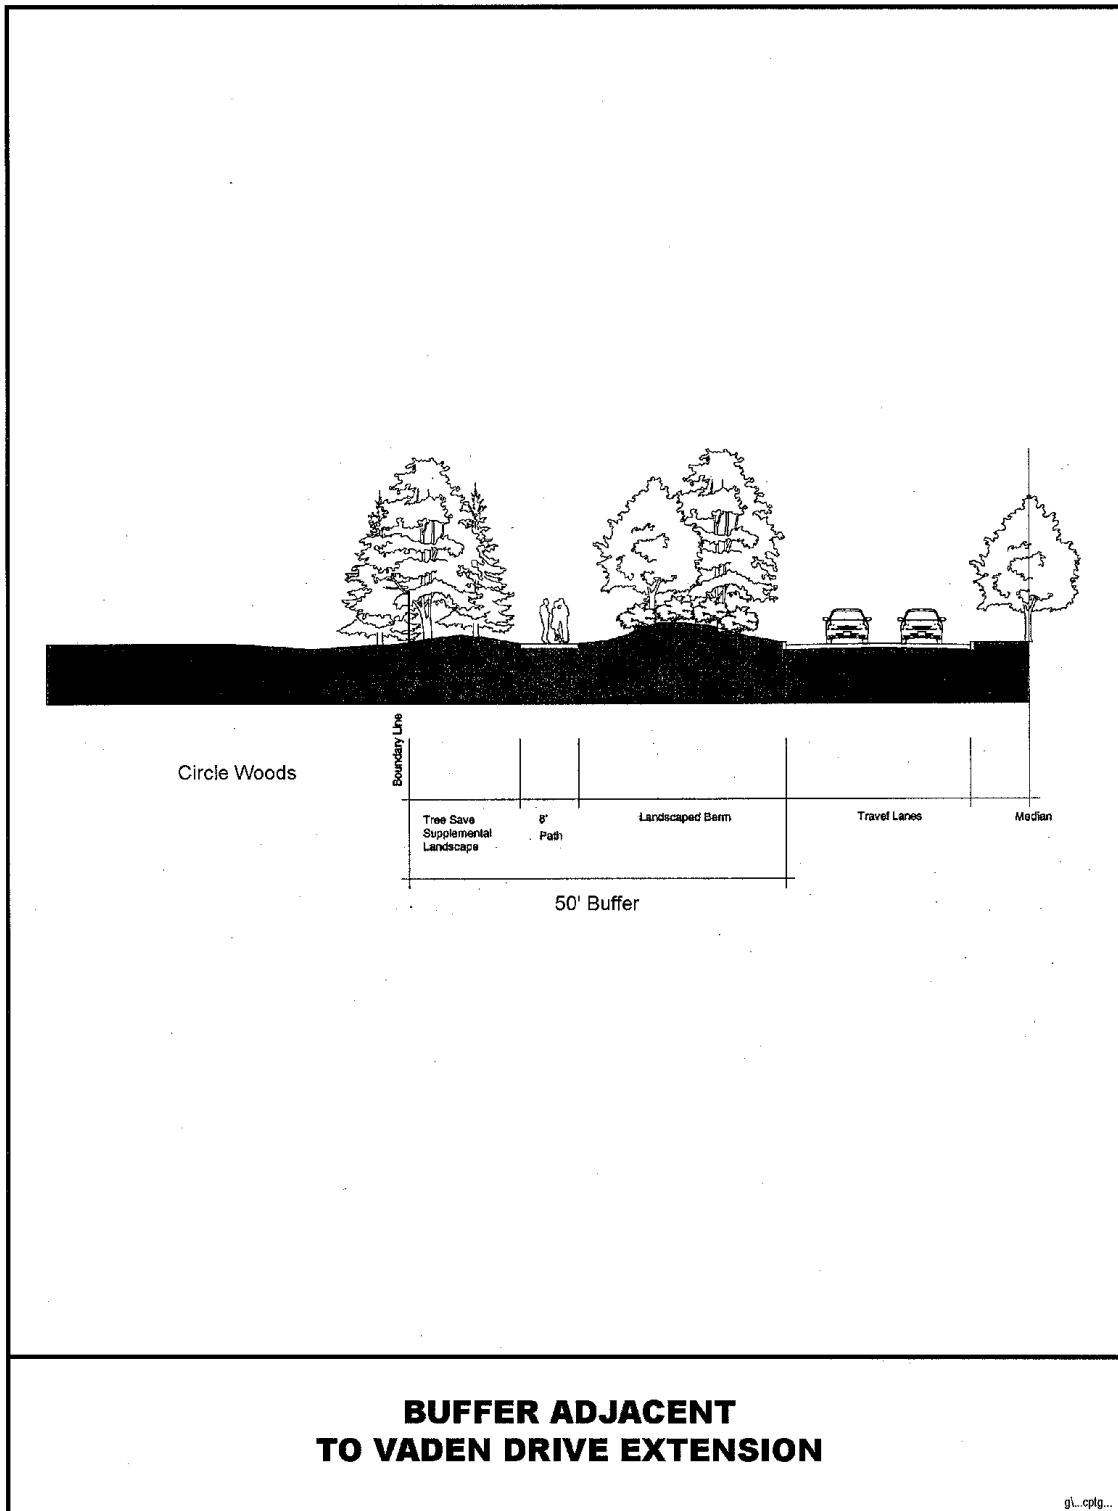 Circle Woods
Boundary Line
Tree Save
Supplemental
Landscape
8'
Path
Landscaped Berm
Travel Lanes
Median
50' Buffer
BUFFER ADJACENT
TO VADEN DRIVE EXTENSION